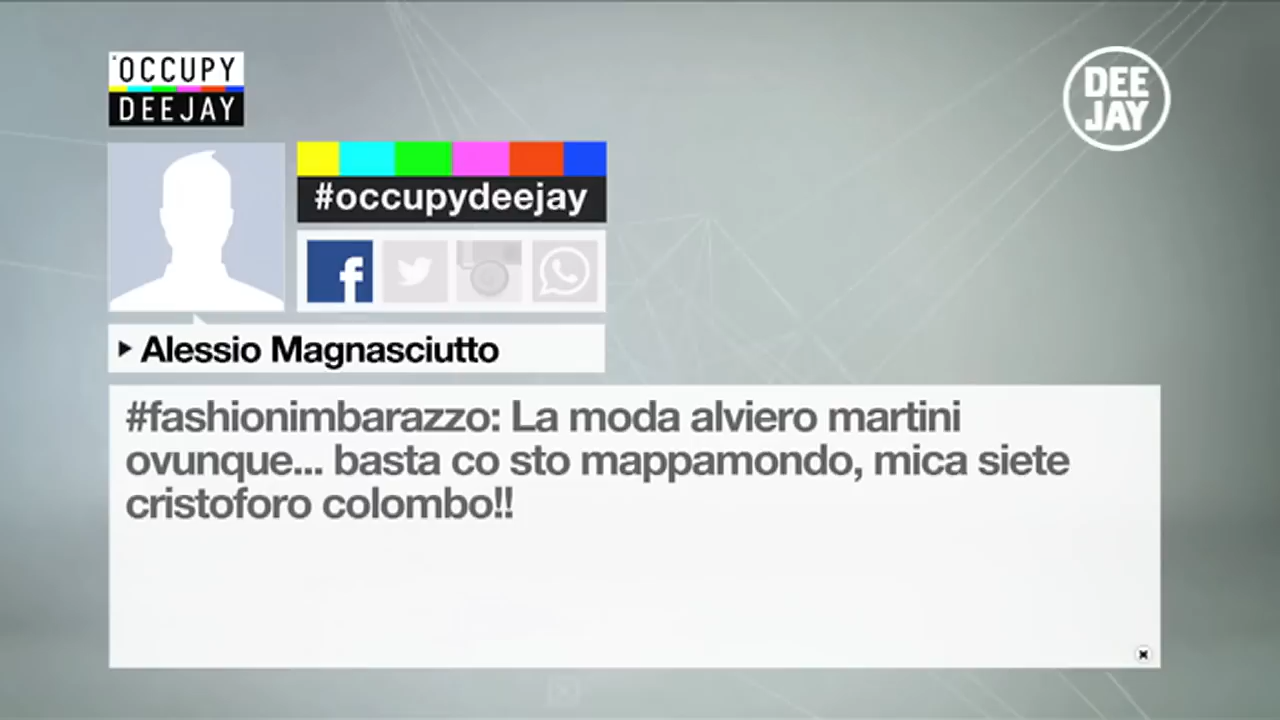 OCCUPY
DEEJAY
DEE
JAY
#occupydeejay
f
Alessio Magnasciutto
#fashionimbarazzo: La moda alviero martini
ovunque... basta co sto mappamondo, mica siete
cristoforo colombo!!